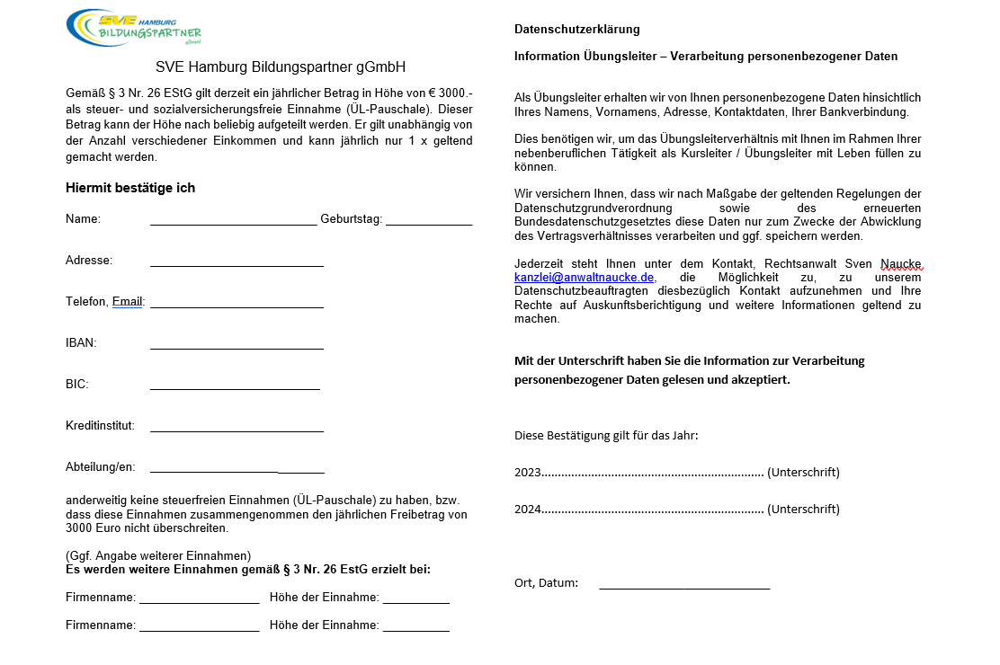 SVE HAMBURG
BILDUNGSPARTNER
gGmbH
SVE Hamburg Bildungspartner gGmbH
Gemäß § 3 Nr. 26 EStG gilt derzeit ein jährlicher Betrag in Höhe von € 3000.-
als steuer- und sozialversicherungsfreie Einnahme (ÜL-Pauschale). Dieser
Betrag kann der Höhe nach beliebig aufgeteilt werden. Er gilt unabhängig von
der Anzahl verschiedener Einkommen und kann jährlich nur 1 x geltend
gemacht werden.
Hiermit bestätige ich
Name: __________________________ Geburtstag: _____________
Adresse: ___________________________
Telefon, Email: ___________________________
IBAN: ___________________________
BIC: ___________________________
Kreditinstitut: ___________________________
Abteilung/en: ___________________________
anderweitig keine steuerfreien Einnahmen (ÜL-Pauschale) zu haben, bzw.
dass diese Einnahmen zusammengenommen den jährlichen Freibetrag von
3000 Euro nicht überschreiten.
(Ggf. Angabe weiterer Einnahmen)
Es werden weitere Einnahmen gemäß § 3 Nr. 26 EStG erzielt bei:
Firmenname: __________________ Höhe der Einnahme: __________
Firmenname: __________________ Höhe der Einnahme: __________
Datenschutzerklärung
Information Übungsleiter – Verarbeitung personenbezogener Daten
Als Übungsleiter erhalten wir von Ihnen personenbezogene Daten hinsichtlich
Ihres Namens, Vornamens, Adresse, Kontaktdaten, Ihrer Bankverbindung.
Dies benötigen wir, um das Übungsleiterverhältnis mit Ihnen im Rahmen Ihrer
nebenberuflichen Tätigkeit als Kursleiter / Übungsleiter mit Leben füllen zu
können.
Wir versichern Ihnen, dass wir nach Maßgabe der geltenden Regelungen der
Datenschutzgrundverordnung sowie des erneuerten
Bundesdatenschutzgesetztes diese Daten nur zum Zwecke der Abwicklung
des Vertragsverhältnisses verarbeiten und ggf. speichern werden.
Jederzeit steht Ihnen unter dem Kontakt, Rechtsanwalt Sven Naucke
kanzlei@anwaltnaucke.de, die Möglichkeit zu, zu unserem
Datenschutzbeauftragten diesbezüglich Kontakt aufzunehmen und Ihre
Rechte auf Auskunftsberichtigung und weitere Informationen geltend zu
machen.
Mit der Unterschrift haben Sie die Information zur Verarbeitung
personenbezogener Daten gelesen und akzeptiert.
Diese Bestätigung gilt für das Jahr:
2023................................................................... (Unterschrift)
2024................................................................... (Unterschrift)
Ort, Datum: __________________________